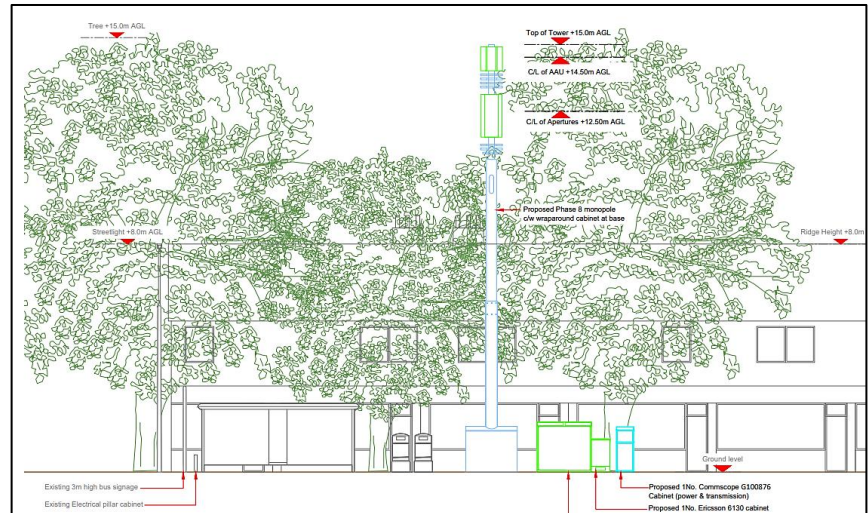 Tree +15.0m AGL
Top of Tower +15.0m AGL
C/L of AAU +14.50m AGL
C/L of Apertures +12.50m AGL
Proposed Phase 8 monopole
c/w wraparound cabinet at base
Streetlight +8.0m AGL
Ridge Height +8.0m
Ground level
Existing 3m high bus signage
Existing Electrical pillar cabinet
Proposed 1No. Commscope G100876
Cabinet (power & transmission)
Proposed 1No. Ericsson 6130 cabinet